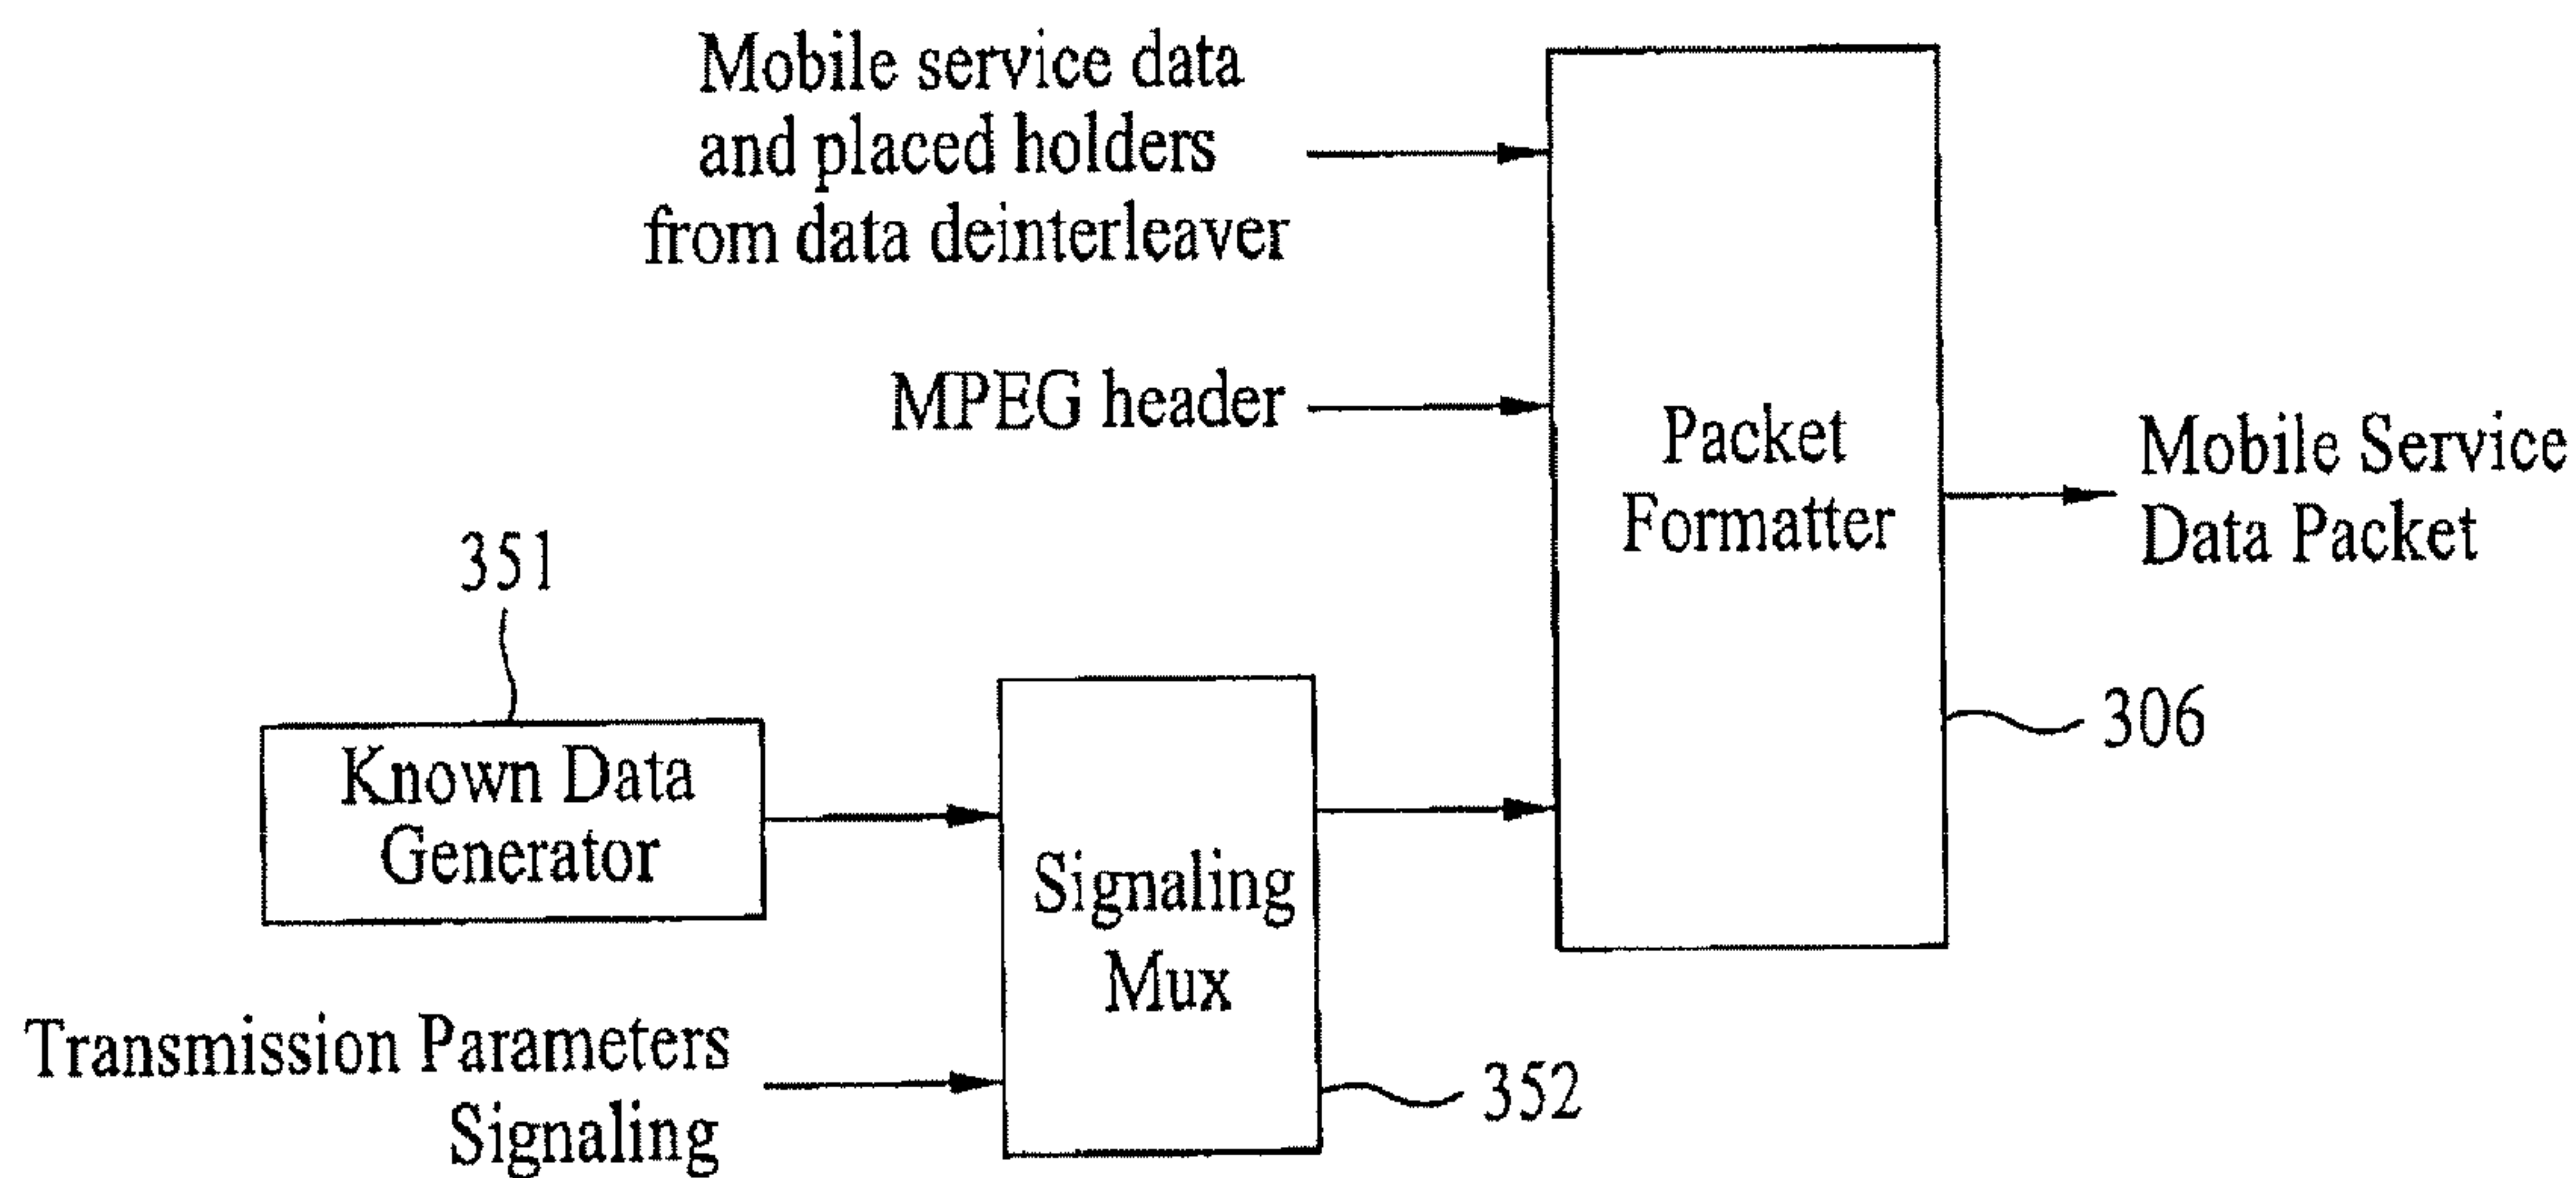 Mobile service data
and placed holders
from data deinterleaver
MPEG header
Packet
Formatter
Mobile Service
Data Packet
351
306
Known Data
Generator
Signaling
Mux
Transmission Parameters
Signaling
352